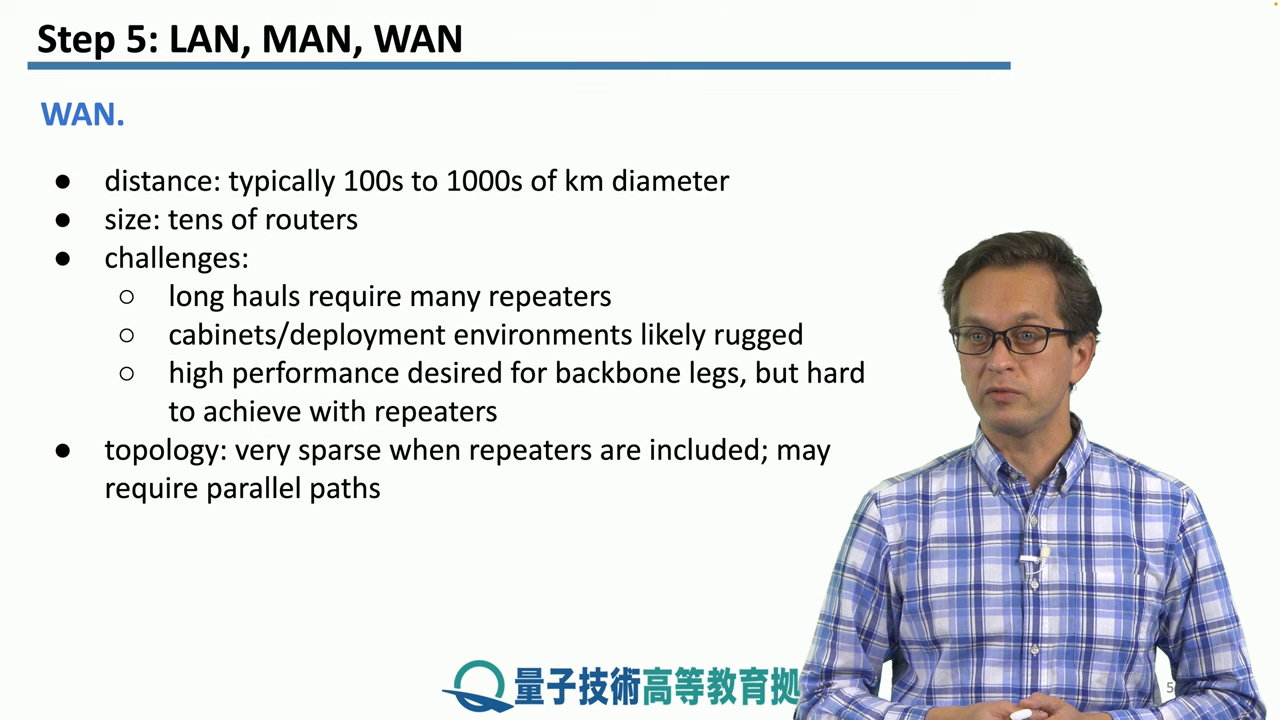 Step 5: LAN, MAN, WAN
WAN.
● distance: typically 100s to 1000s of km diameter
● size: tens of routers
● challenges:
○ long hauls require many repeaters
○ cabinets/deployment environments likely rugged
○ high performance desired for backbone legs, but hard
to achieve with repeaters
● topology: very sparse when repeaters are included; may
require parallel paths
量子技術高等教育拠
5